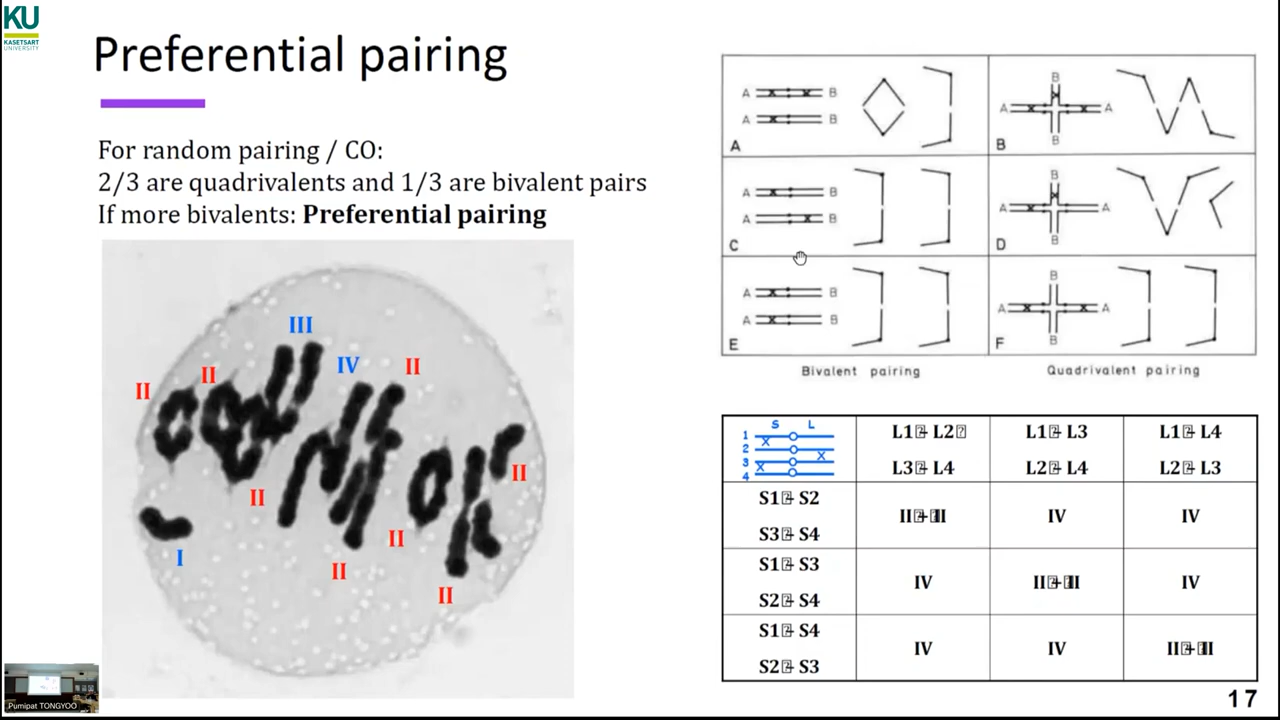 KU
KASETSART
UNIVERSITY
Preferential pairing
For random pairing / CO:
2/3 are quadrivalents and 1/3 are bivalent pairs
If more bivalents: Preferential pairing
III
IV
II
II
II
II
II
II
II
II
I
A B
A B
A
B
A A
B
B
A B
A B
C
B
A A
B
D
A B
A B
E
B
A A
B
F
Bivalent pairing
Quadrivalent pairing
S L
1
2
3
4
L1 - L2
L3 - L4
L1 - L3
L2 - L4
L1 - L4
L2 - L3
S1 - S2
S3 - S4
II + II
IV
IV
S1 - S3
S2 - S4
IV
II + II
IV
S1 - S4
S2 - S3
IV
IV
II + II
Pumipat TONGYOO
17